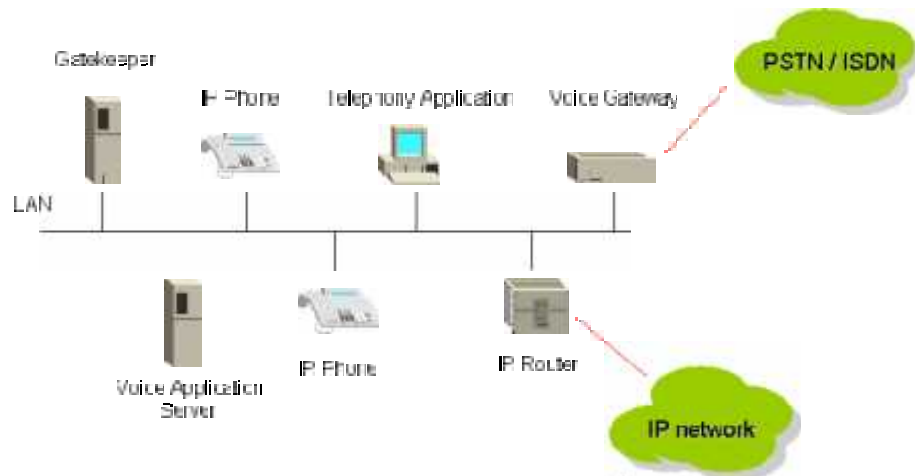 Gatekeeper
PSTN / ISDN
IP Phone
Telephony Application
Voice Gateway
LAN
IP Phone
IP Router
Voice Application
Server
IP network